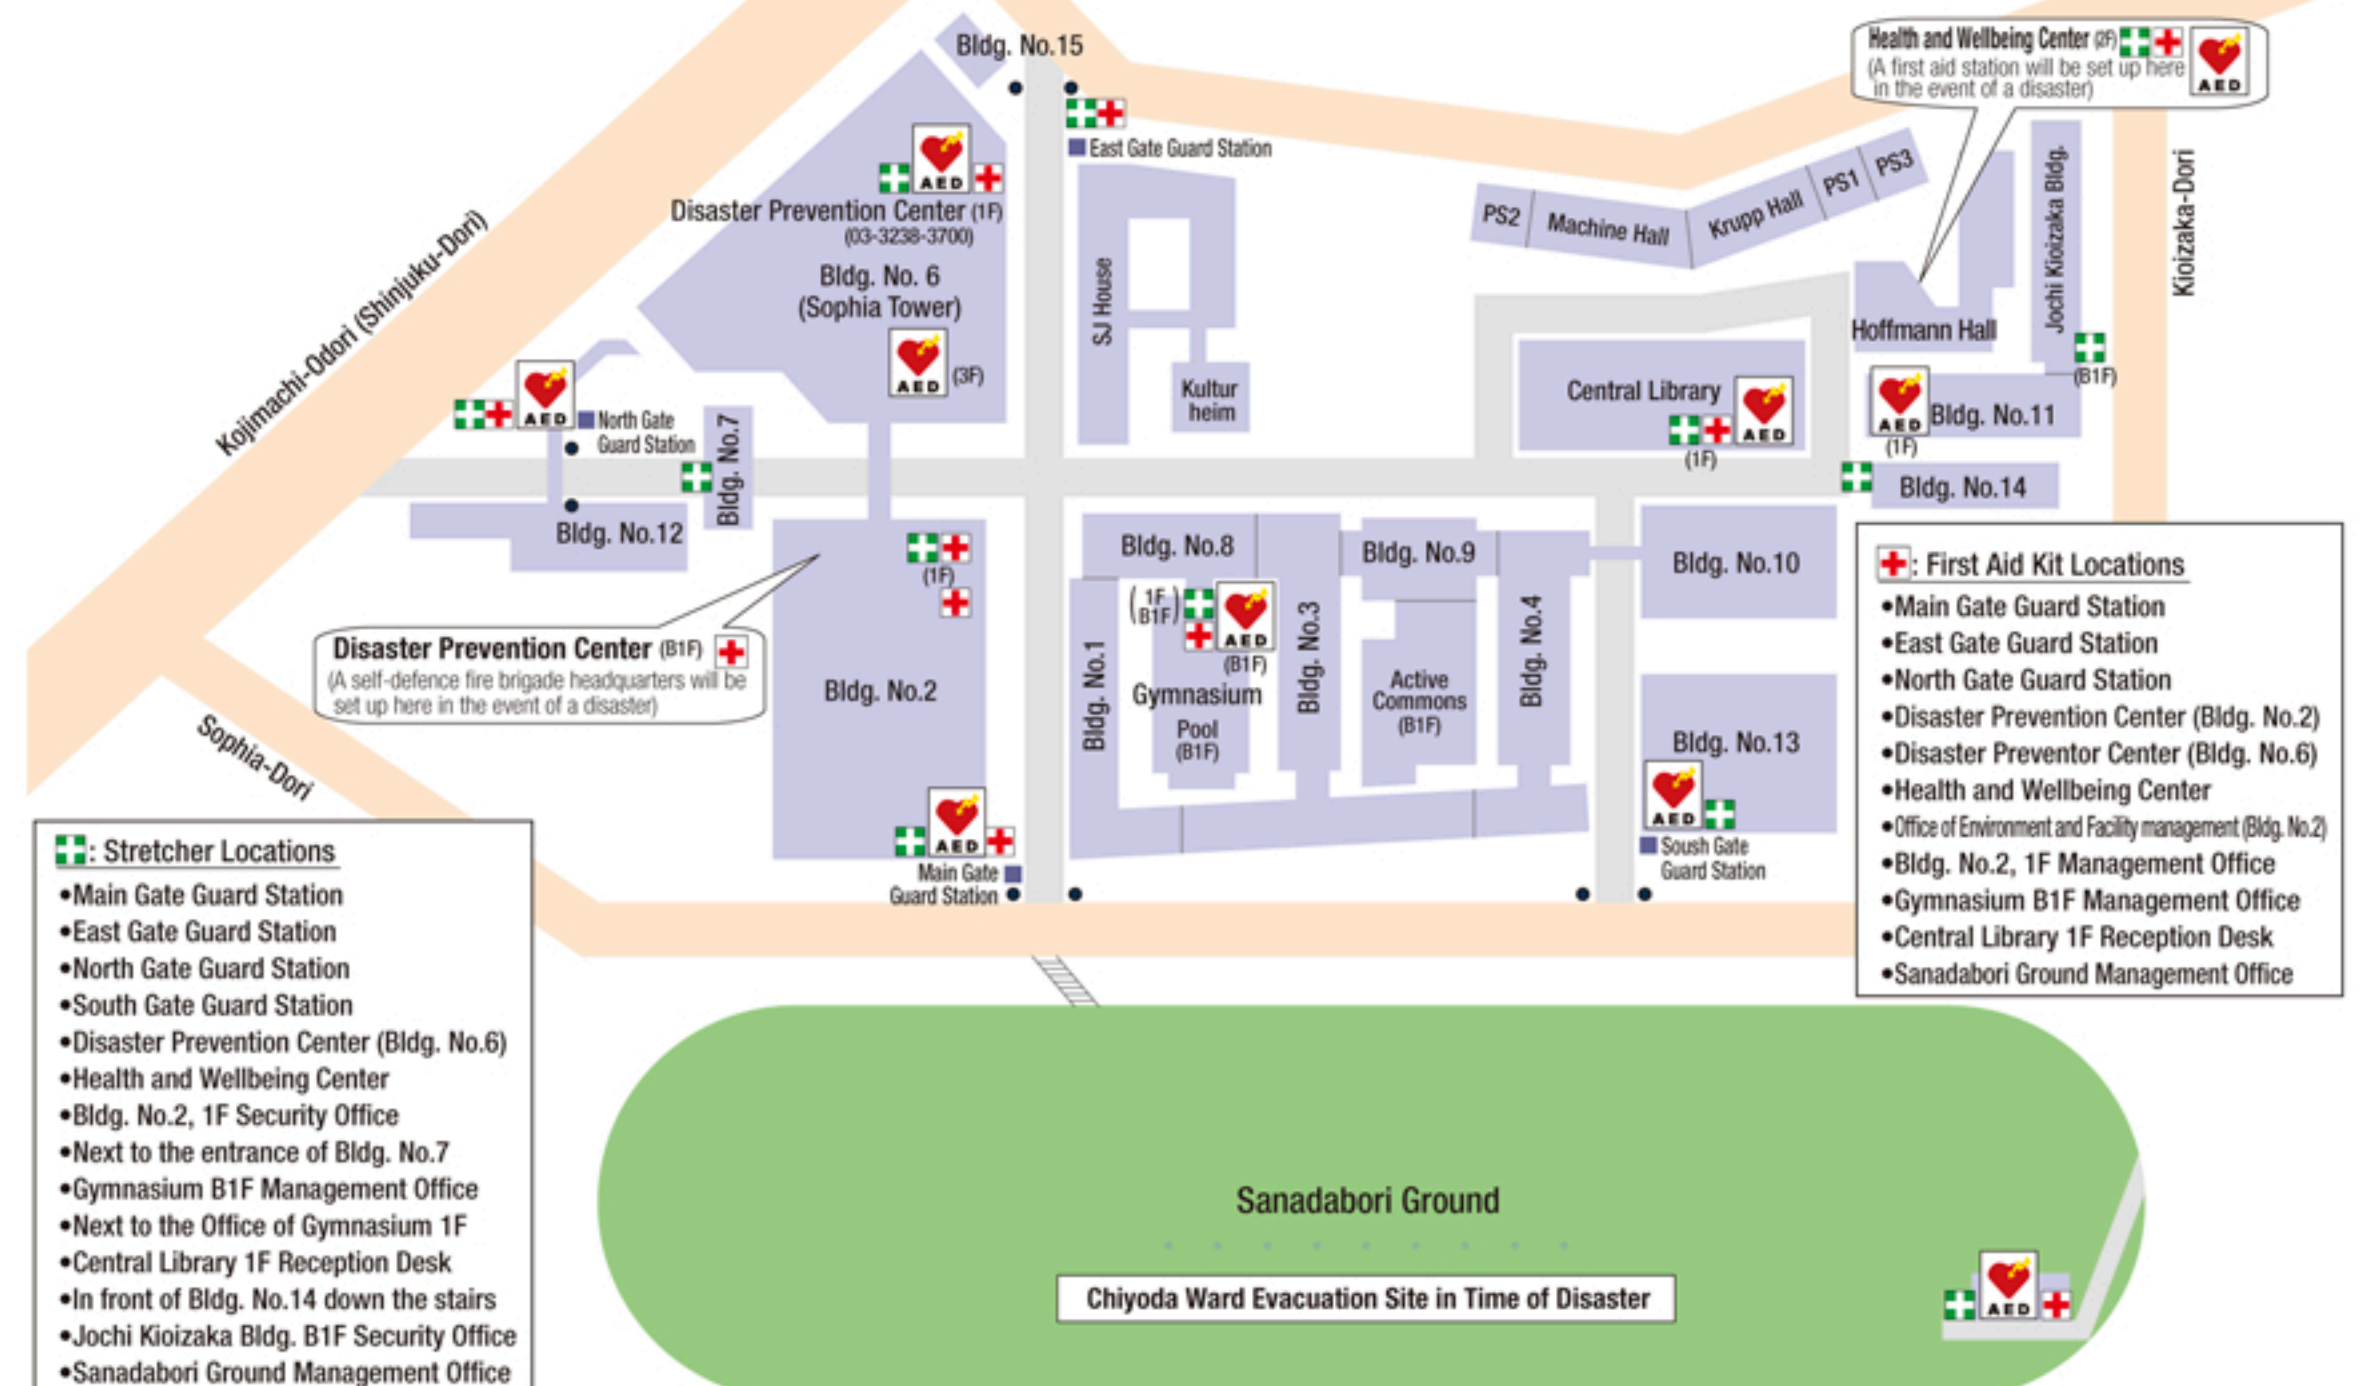 Bldg. No.15
Health and Wellbeing Center (2F)
(A first aid station will be set up here
in the event of a disaster)
AED
East Gate Guard Station
AED
Disaster Prevention Center (1F)
(03-3238-3700)
Bldg. No. 6
(Sophia Tower)
AED (3F)
Kojimachi-Odori (Shinjuku-Dori)
SJ House
Kultur
heim
PS2
Machine Hall
Krupp Hall
PS1
PS3
Hoffmann Hall
Jochi Kioizaka Bldg.
Kioizaka-Dori
(B1F)
AED
North Gate
Guard Station
Bldg. No.7
Bldg. No.12
Central Library
AED
(1F)
AED
(1F)
Bldg. No.11
Bldg. No.14
(1F)
Disaster Prevention Center (B1F)
(A self-defence fire brigade headquarters will be
set up here in the event of a disaster)
Bldg. No.2
Bldg. No.8
(1F
B1F)
AED
(B1F)
Gymnasium
Pool
(B1F)
Bldg. No.1
Bldg. No.3
Bldg. No.9
Active
Commons
(B1F)
Bldg. No.4
Bldg. No.10
Bldg. No.13
AED
Soush Gate
Guard Station
AED
Main Gate
Guard Station
Sophia-Dori
: First Aid Kit Locations
•Main Gate Guard Station
•East Gate Guard Station
•North Gate Guard Station
•Disaster Prevention Center (Bldg. No.2)
•Disaster Preventor Center (Bldg. No.6)
•Health and Wellbeing Center
•Office of Environment and Facility management (Bldg. No.2)
•Bldg. No.2, 1F Management Office
•Gymnasium B1F Management Office
•Central Library 1F Reception Desk
•Sanadabori Ground Management Office
: Stretcher Locations
•Main Gate Guard Station
•East Gate Guard Station
•North Gate Guard Station
•South Gate Guard Station
•Disaster Prevention Center (Bldg. No.6)
•Health and Wellbeing Center
•Bldg. No.2, 1F Security Office
•Next to the entrance of Bldg. No.7
•Gymnasium B1F Management Office
•Next to the Office of Gymnasium 1F
•Central Library 1F Reception Desk
•In front of Bldg. No.14 down the stairs
•Jochi Kioizaka Bldg. B1F Security Office
•Sanadabori Ground Management Office
Sanadabori Ground
Chiyoda Ward Evacuation Site in Time of Disaster
AED